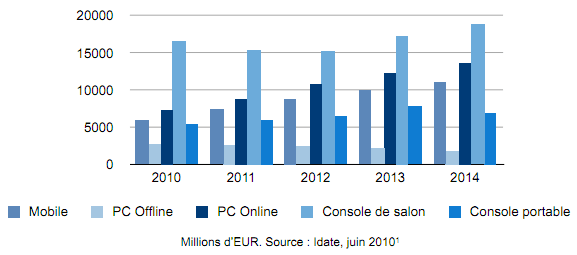 20000
15000
10000
5000
0
2010 2011 2012 2013 2014
Mobile PC Offline PC Online Console de salon Console portable
Millions d'EUR. Source : Idate, juin 2010¹